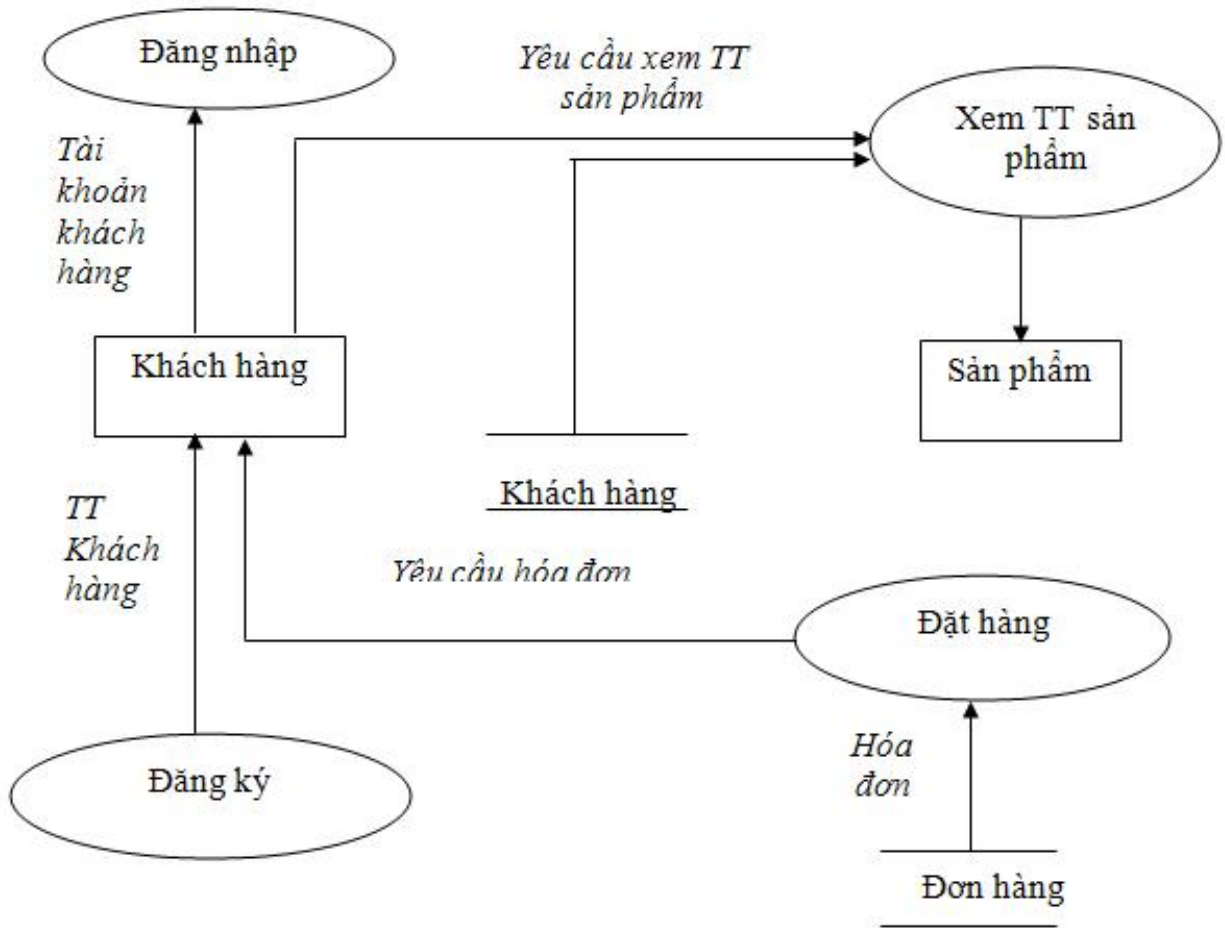 Đăng nhập
Yêu cầu xem TT
sản phẩm
Xem TT sản
phẩm
Tài
khoản
khách
hàng
Khách hàng
Sản phẩm
Khách hàng
TT
Khách
hàng
Yêu cầu hóa đơn
Đặt hàng
Hóa
đơn
Đăng ký
Đơn hàng